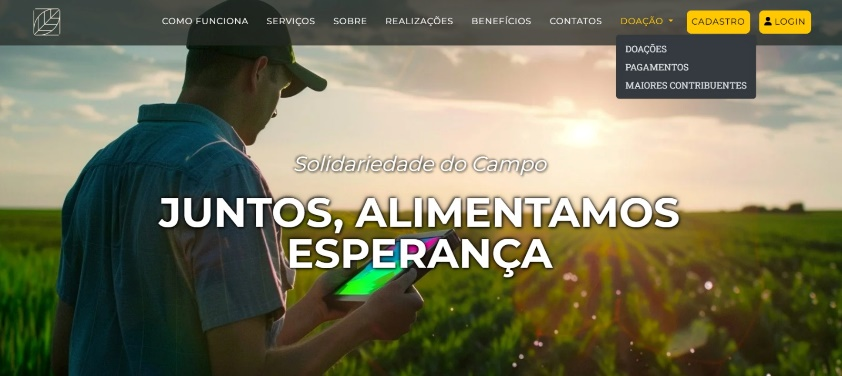 COMO FUNCIONA SERVIÇOS SOBRE REALIZAÇÕES BENEFÍCIOS CONTATOS DOAÇÃO CADASTRO LOGIN
DOAÇÕES
PAGAMENTOS
MAIORES CONTRIBUENTES
Solidariedade do Campo
JUNTOS, ALIMENTAMOS
ESPERANÇA